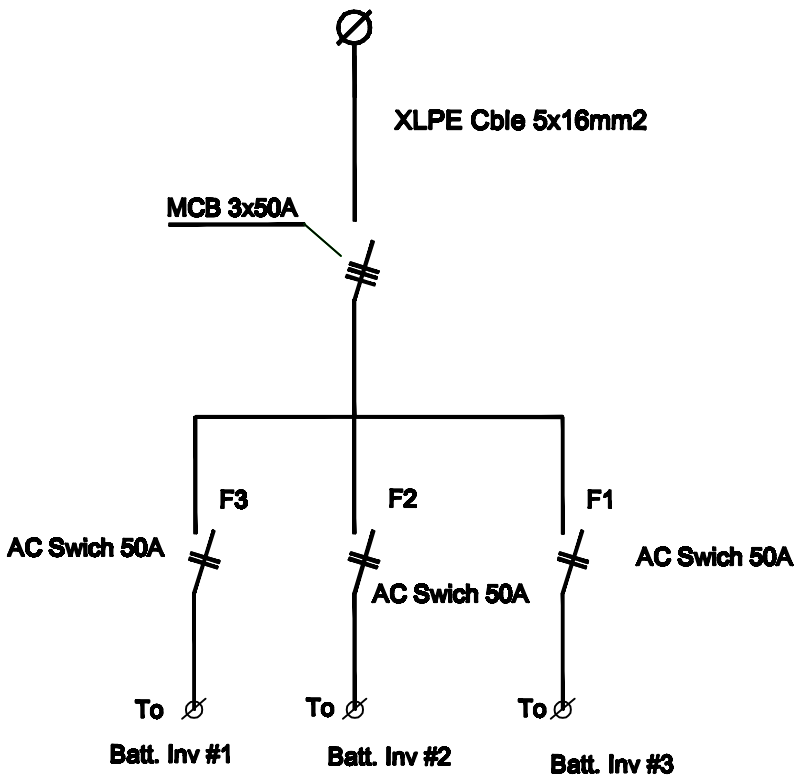 XLPE Cble 5x16mm2
MCB 3x50A
F3
F2
F1
AC Swich 50A
AC Swich 50A
AC Swich 50A
To
To
To
Batt. Inv #1
Batt. Inv #2
Batt. Inv #3